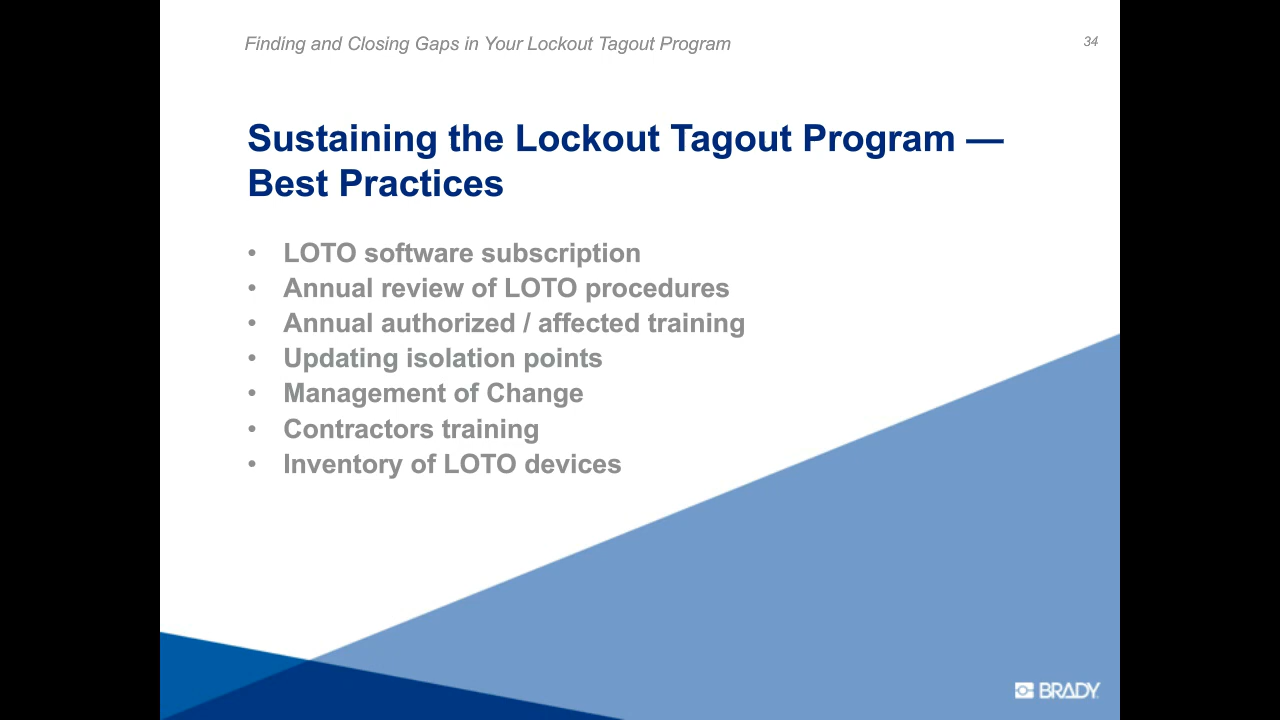 Finding and Closing Gaps in Your Lockout Tagout Program
34
Sustaining the Lockout Tagout Program —
Best Practices
• LOTO software subscription
• Annual review of LOTO procedures
• Annual authorized / affected training
• Updating isolation points
• Management of Change
• Contractors training
• Inventory of LOTO devices
BRADY